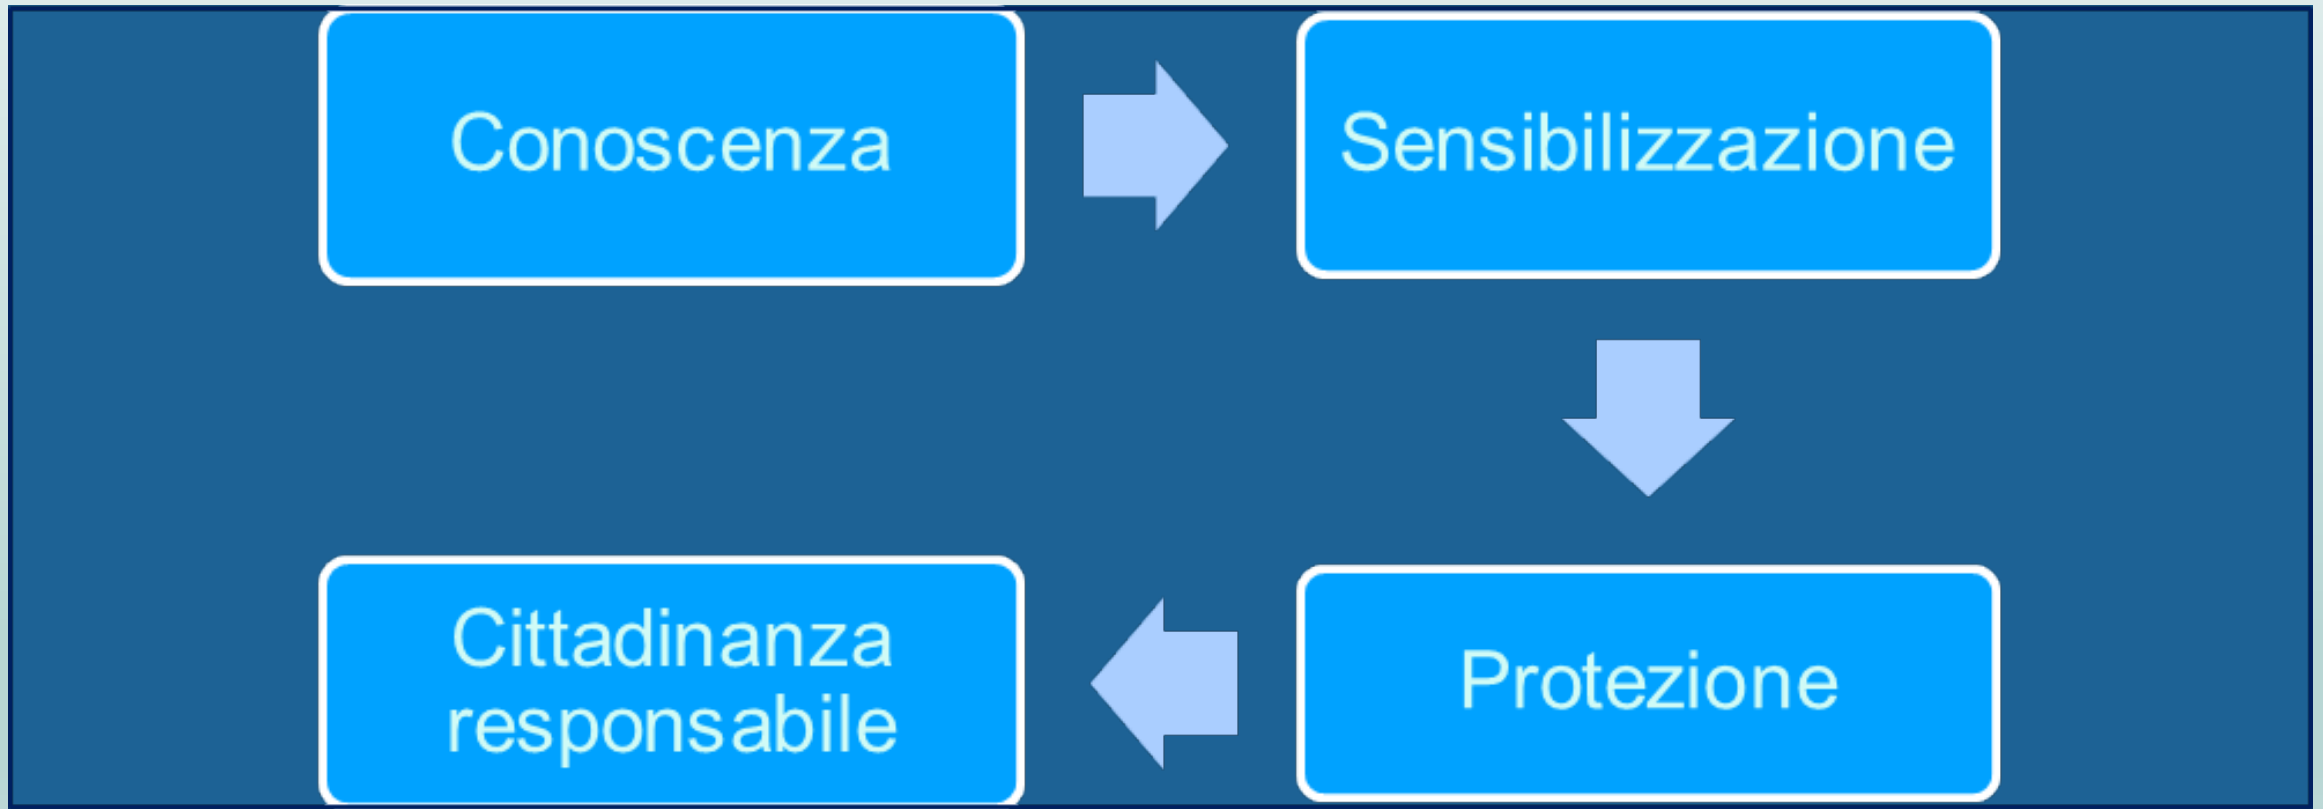 Conoscenza
Sensibilizzazione
Protezione
Cittadinanza
responsabile